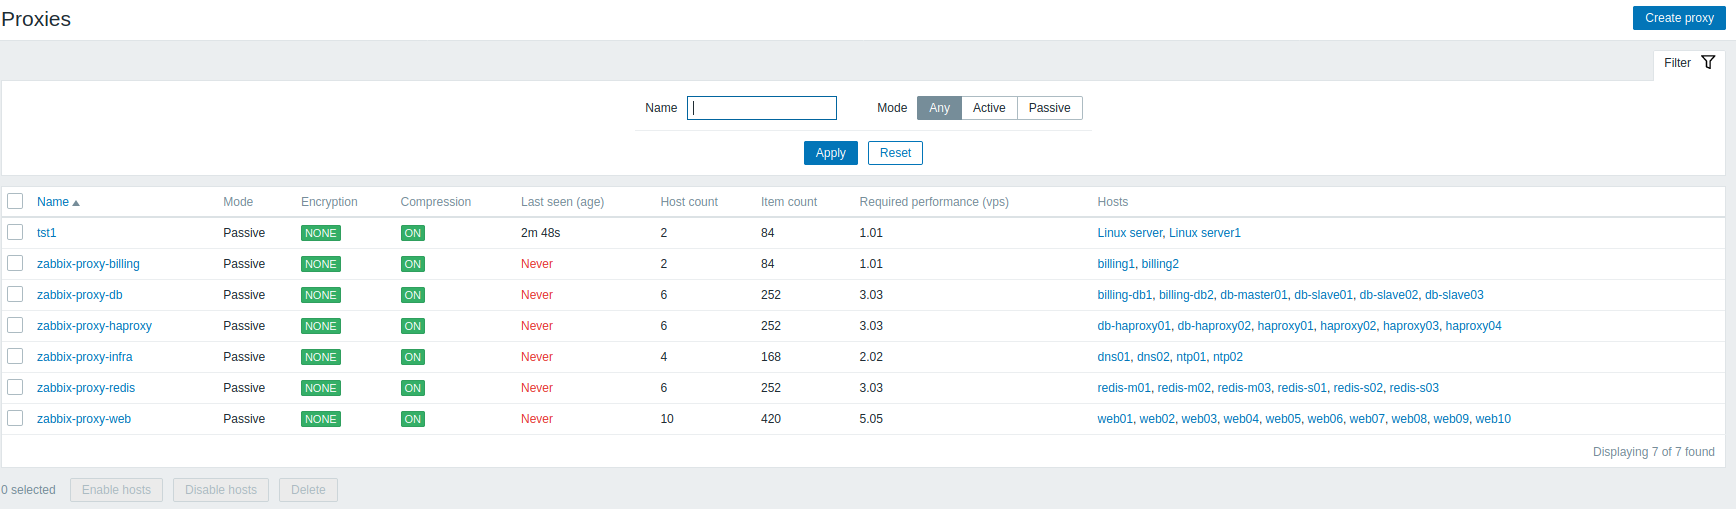 Proxies
Create proxy
Filter
Name Mode Any Active Passive
Apply Reset
Name Mode Encryption Compression Last seen (age) Host count Item count Required performance (vps) Hosts
tst1 Passive NONE ON 2m 48s 2 84 1.01 Linux server, Linux server1
zabbix-proxy-billing Passive NONE ON Never 2 84 1.01 billing1, billing2
zabbix-proxy-db Passive NONE ON Never 6 252 3.03 billing-db1, billing-db2, db-master01, db-slave01, db-slave02, db-slave03
zabbix-proxy-haproxy Passive NONE ON Never 6 252 3.03 db-haproxy01, db-haproxy02, haproxy01, haproxy02, haproxy03, haproxy04
zabbix-proxy-infra Passive NONE ON Never 4 168 2.02 dns01, dns02, ntp01, ntp02
zabbix-proxy-redis Passive NONE ON Never 6 252 3.03 redis-m01, redis-m02, redis-m03, redis-s01, redis-s02, redis-s03
zabbix-proxy-web Passive NONE ON Never 10 420 5.05 web01, web02, web03, web04, web05, web06, web07, web08, web09, web10
Displaying 7 of 7 found
0 selected Enable hosts Disable hosts Delete